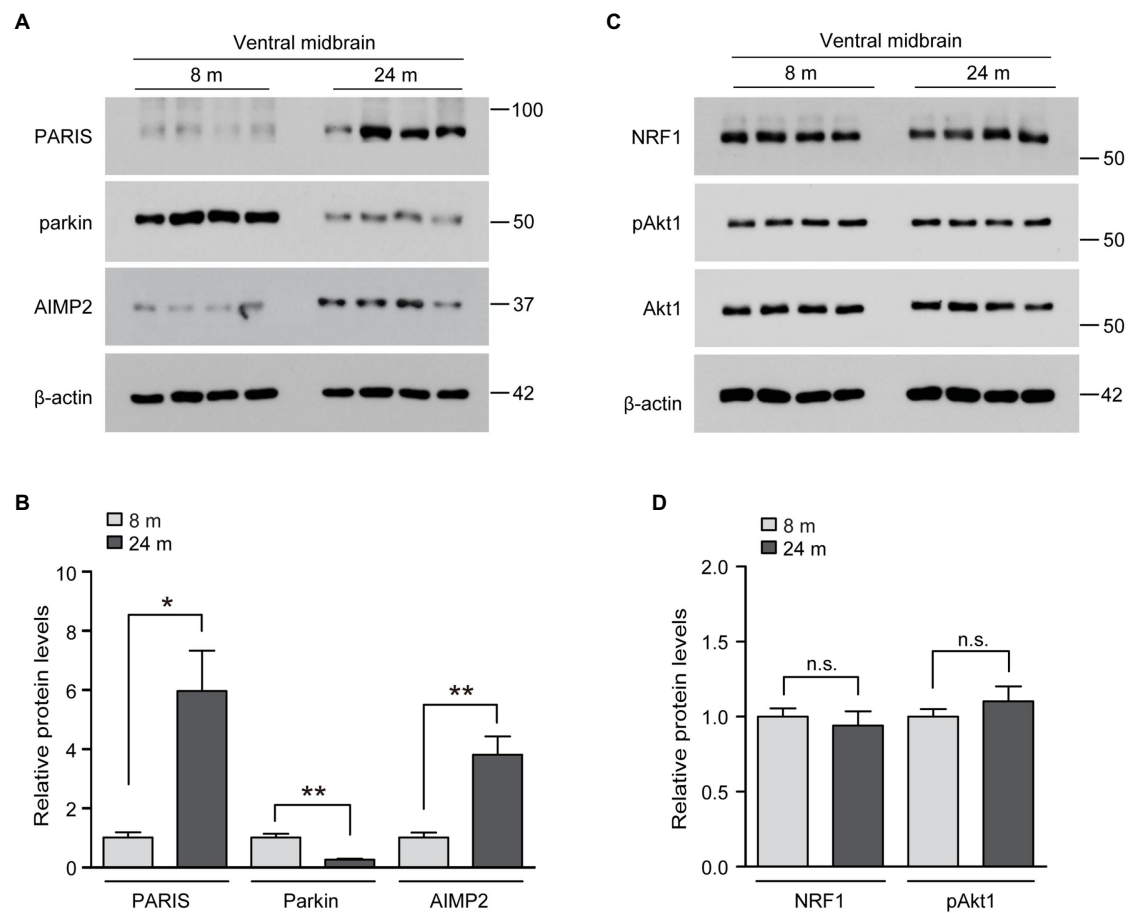 A
Ventral midbrain
8 m
24 m
PARIS
100
parkin
50
AIMP2
37
β-actin
42
C
Ventral midbrain
8 m
24 m
NRF1
50
pAkt1
50
Akt1
50
β-actin
42
B
8 m
24 m
Relative protein levels
10
8
6
4
2
0
*
**
**
PARIS
Parkin
AIMP2
D
8 m
24 m
Relative protein levels
2.0
1.5
1.0
0.5
0.0
n.s.
n.s.
NRF1
pAkt1